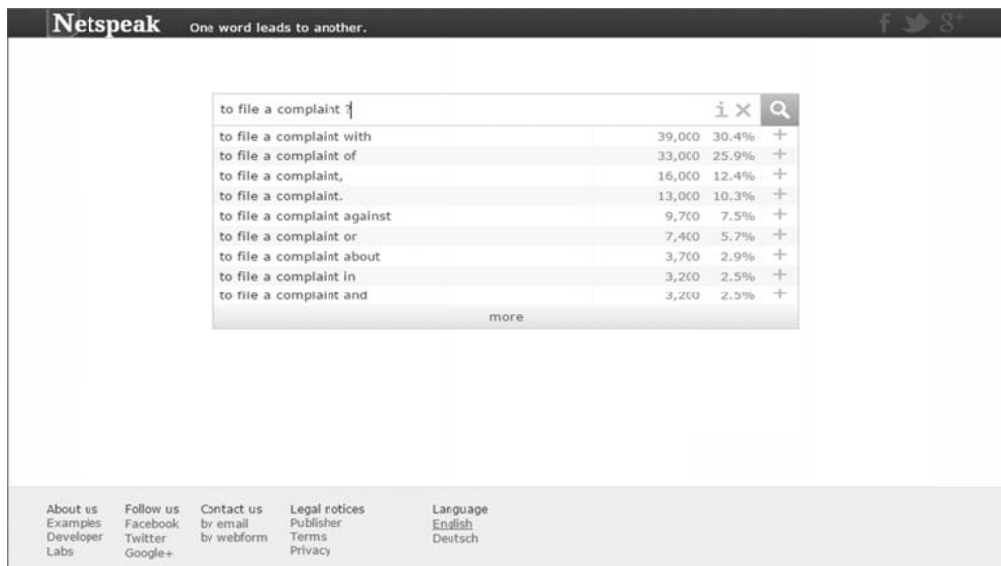 Netspeak One word leads to another. f g+
to file a complaint ? i ×
to file a complaint with 39,000 30.4% +
to file a complaint of 33,000 25.9% +
to file a complaint, 16,000 12.4% +
to file a complaint. 13,000 10.3% +
to file a complaint against 9,700 7.5% +
to file a complaint or 7,400 5.7% +
to file a complaint about 3,700 2.9% +
to file a complaint in 3,200 2.5% +
to file a complaint and 3,200 2.5% +
more
About us Follow us Contact us Legal notices Language
Examples Facebook by email Publisher English
Developer Twitter by webform Terms Deutsch
Labs Google+ Privacy